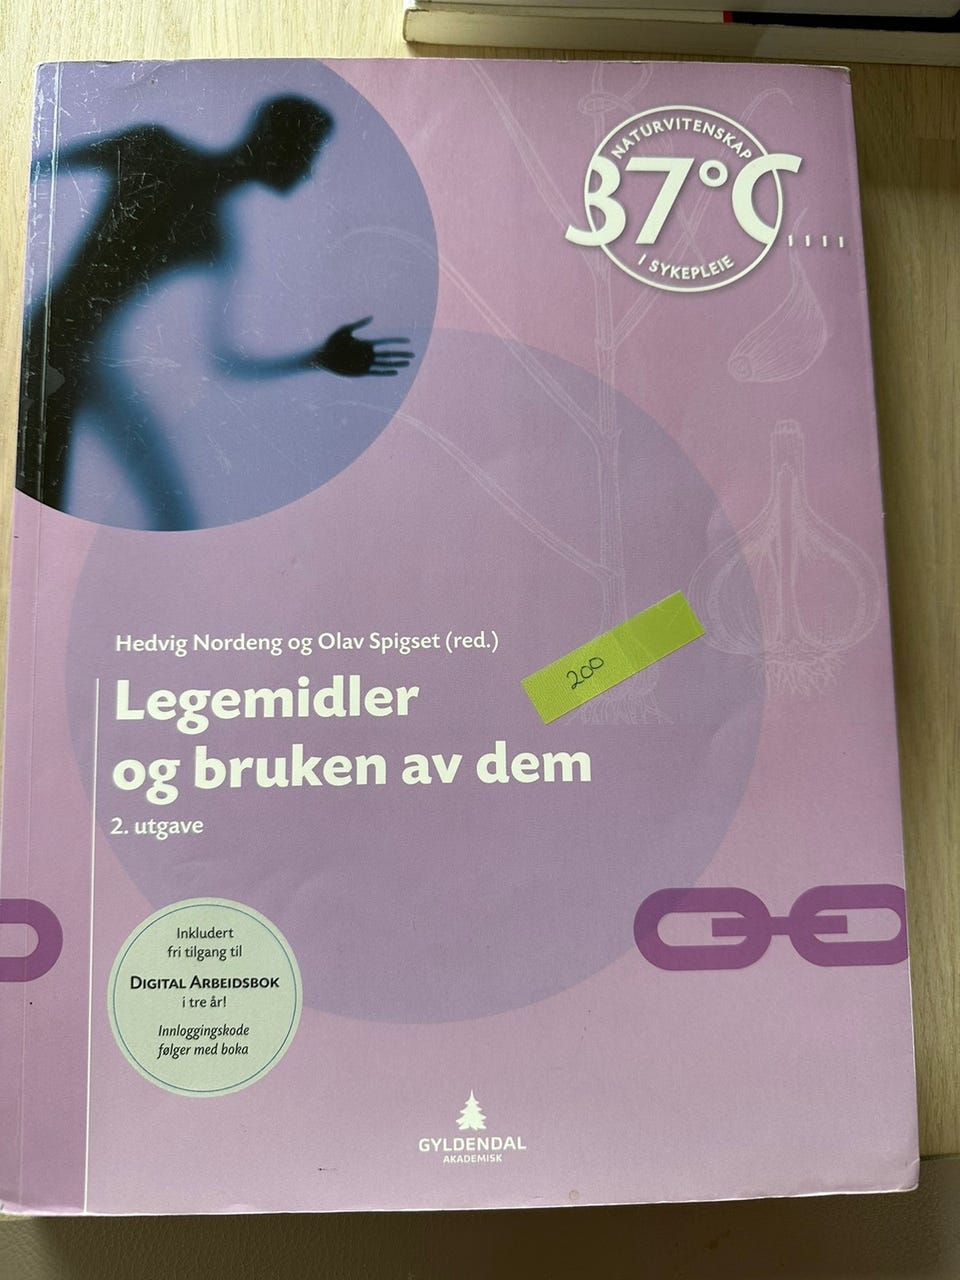 NATURVITENSKAP
37°C
I SYKEPLEIE
Hedvig Nordeng og Olav Spigset (red.)
200
Legemidler
og bruken av dem
2. utgave
Inkludert
fri tilgang til
DIGITAL ARBEIDSBOK
i tre år!
Innloggingskode
følger med boka
GYLDENDAL
AKADEMISK